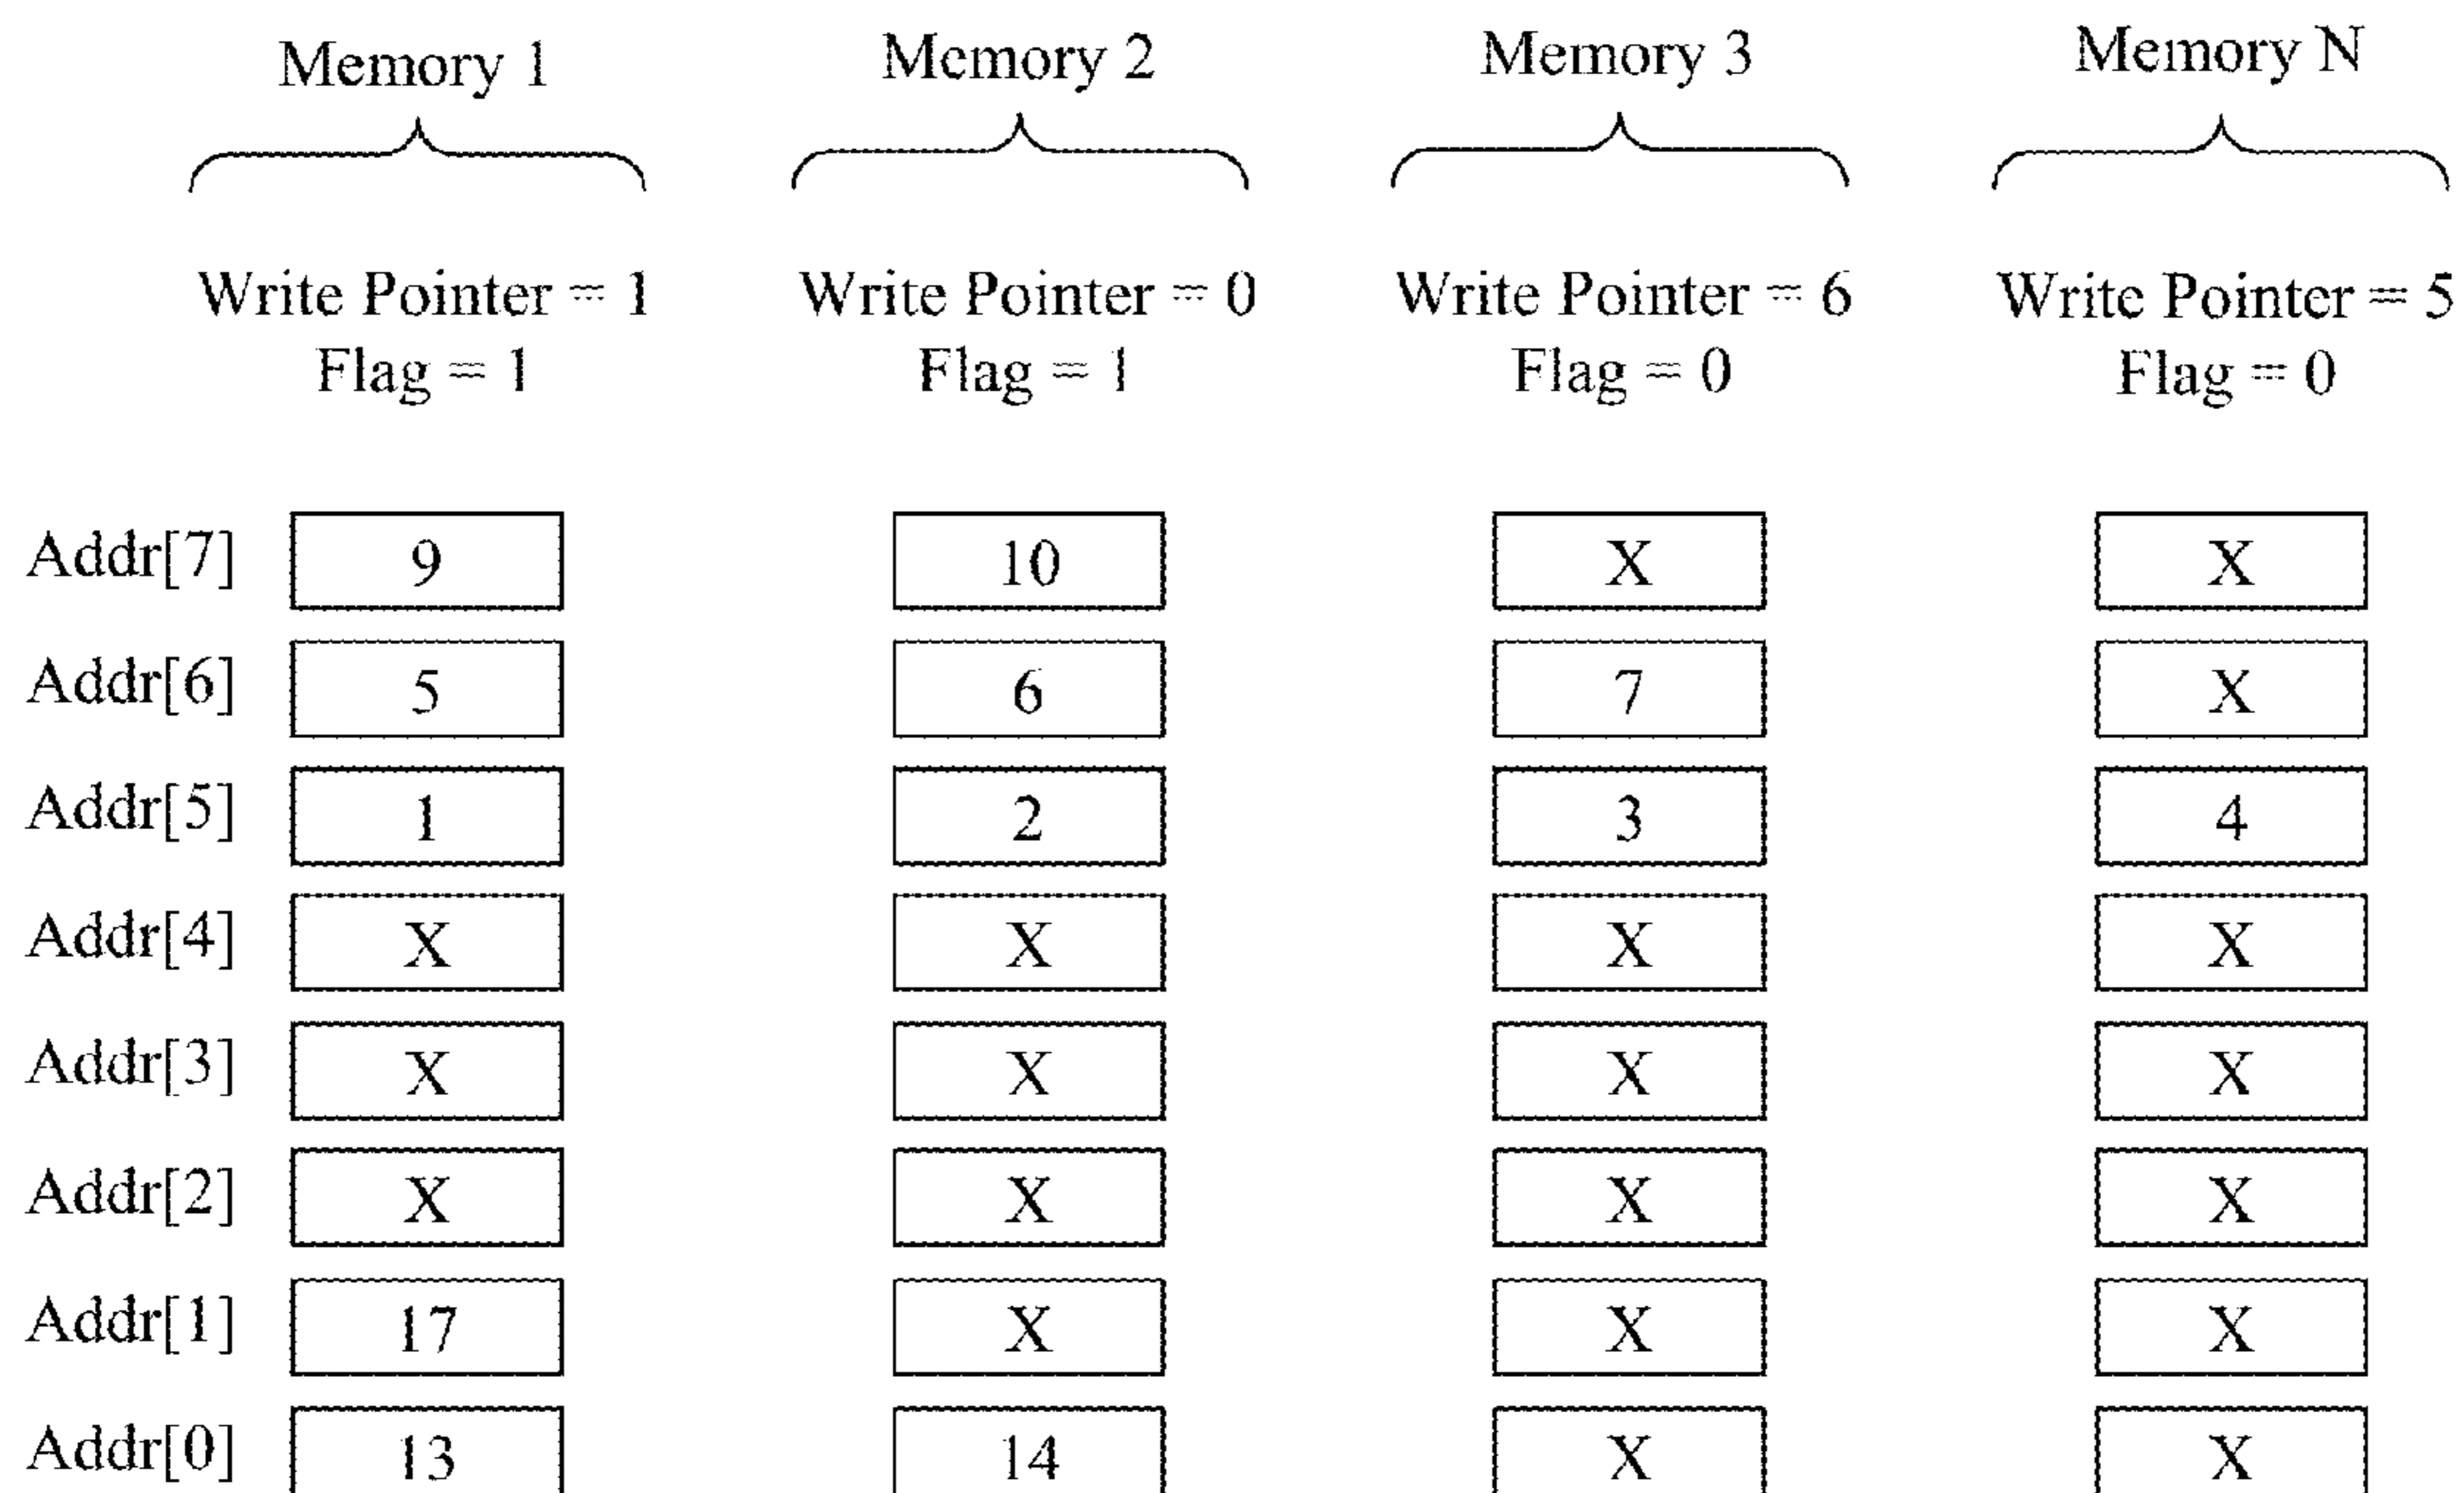 Memory 1 Memory 2 Memory 3 Memory N
Write Pointer = 1 Write Pointer = 0 Write Pointer = 6 Write Pointer = 5
Flag = 1 Flag = 1 Flag = 0 Flag = 0
Addr[7] 9 10 X X
Addr[6] 5 6 7 X
Addr[5] 1 2 3 4
Addr[4] X X X X
Addr[3] X X X X
Addr[2] X X X X
Addr[1] 17 X X X
Addr[0] 13 14 X X